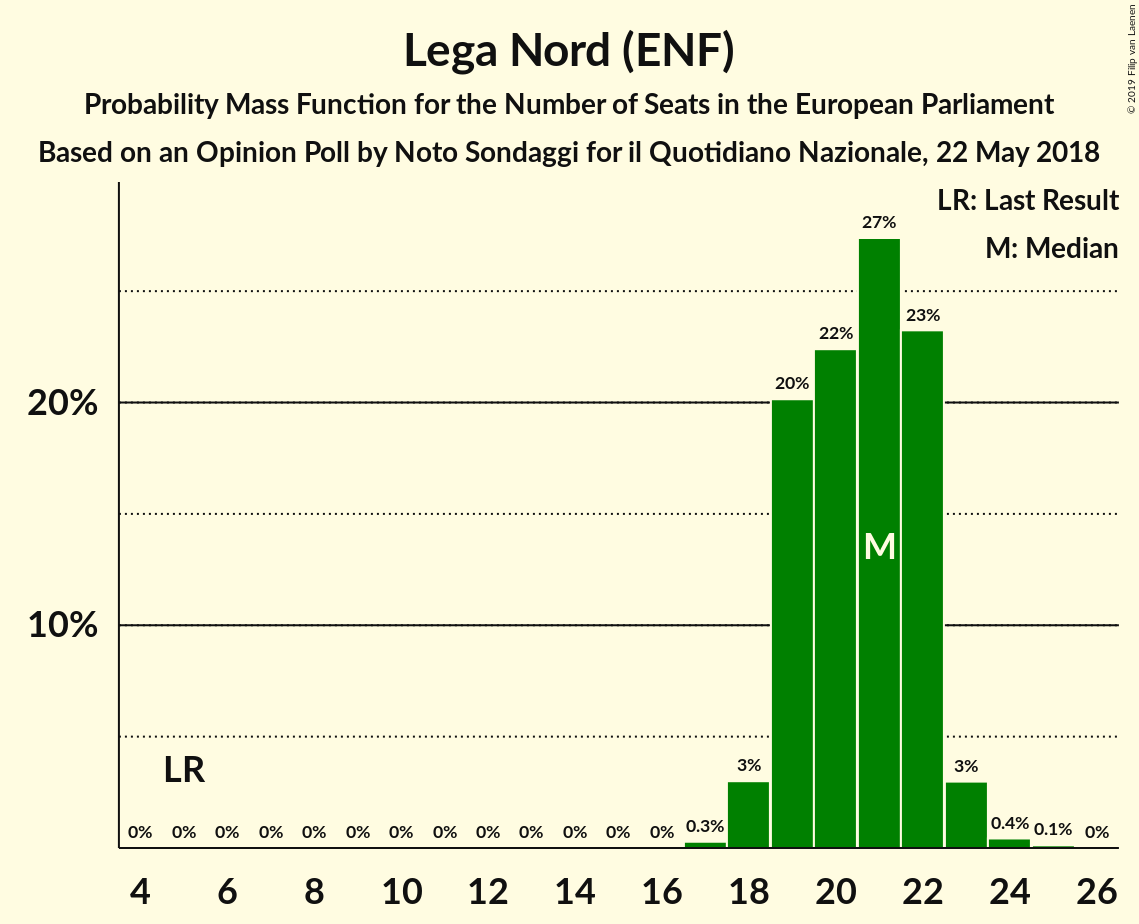 Lega Nord (ENF)
Probability Mass Function for the Number of Seats in the European Parliament
Based on an Opinion Poll by Noto Sondaggi for il Quotidiano Nazionale, 22 May 2018
© 2019 Filip van Laenen
LR: Last Result
M: Median
20%
10%
LR
M
0% 0% 0% 0% 0% 0% 0% 0% 0% 0% 0% 0% 0% 0.3% 3% 20% 22% 27% 23% 3% 0.4% 0.1% 0%
4 6 8 10 12 14 16 18 20 22 24 26